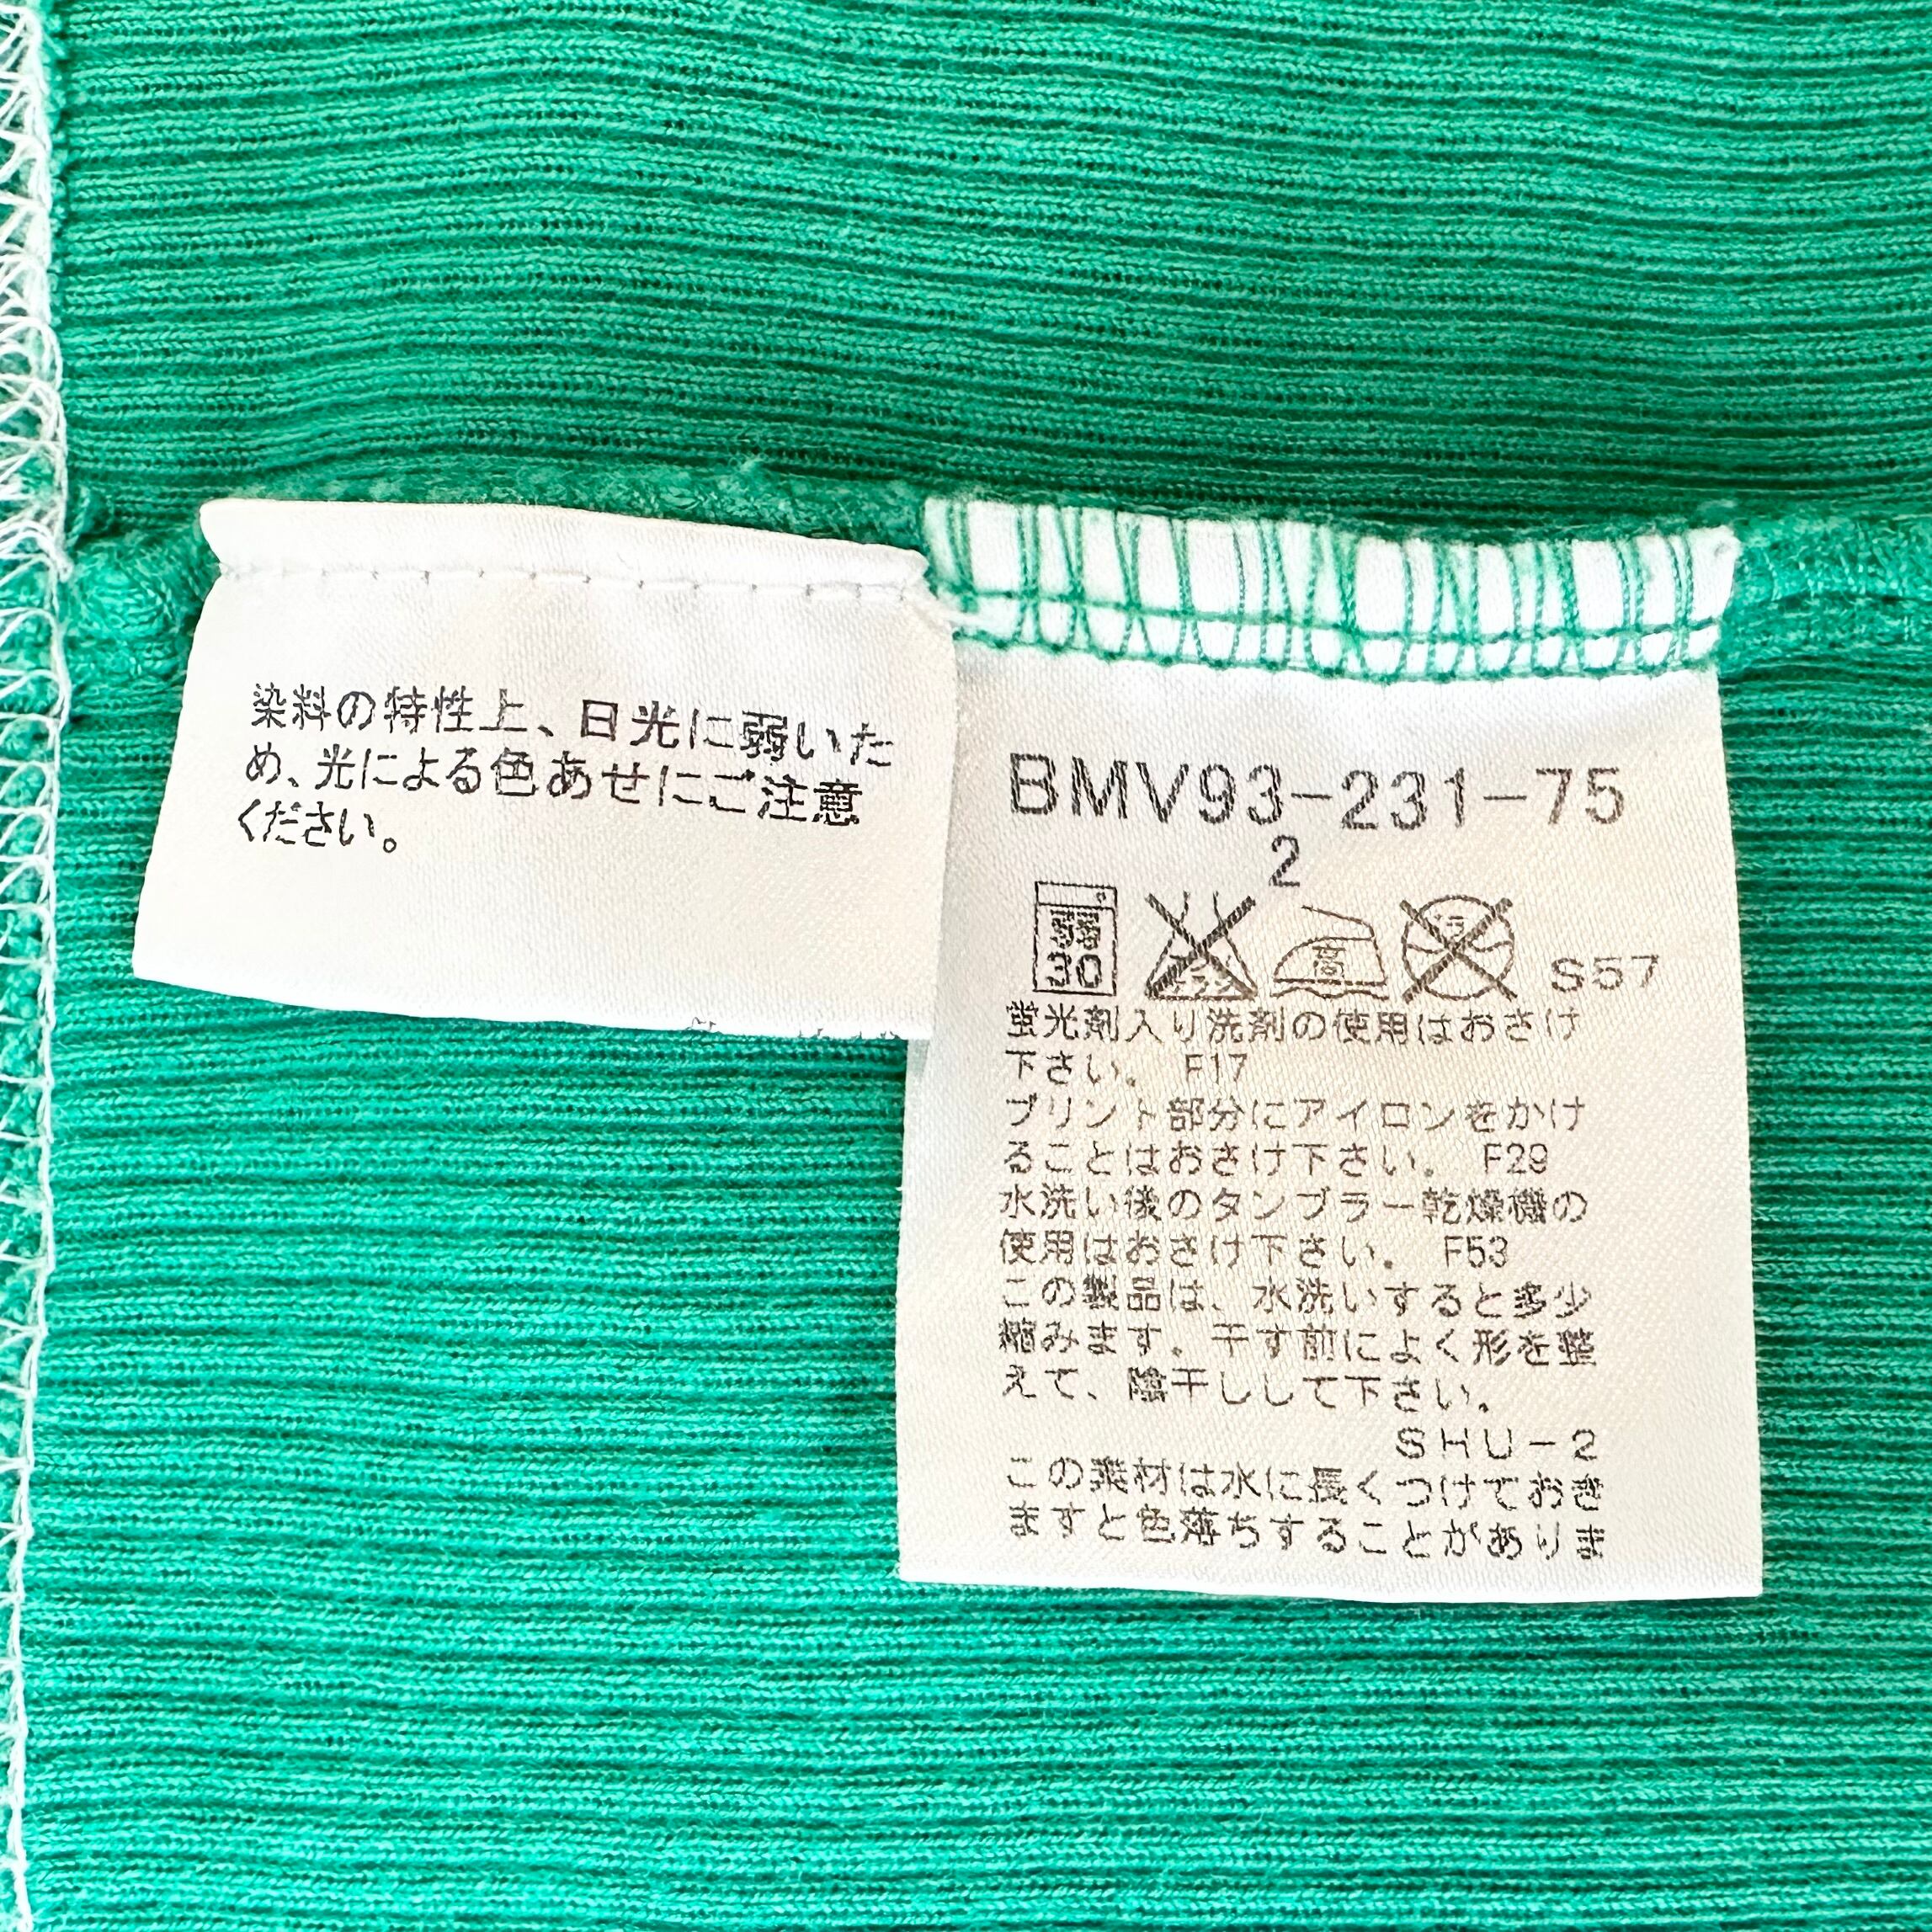 染料の特性上、日光に弱いた
め、光による色あせにご注意
ください。
BMV93-231-75
2
弱
30
高
S57
蛍光剤入り洗剤の使用はおさけ
下さい。 F17
プリント部分にアイロンをかけ
ることはおさけ下さい。 F29
水洗い後のタンブラー乾燥機の
使用はおさけ下さい。 F53
この製品は、水洗いすると多少
縮みます。干す前によく形を整
えて、陰干しして下さい。
SHU-2
この素材は水に長くつけておき
ますと色落ちすることがありま